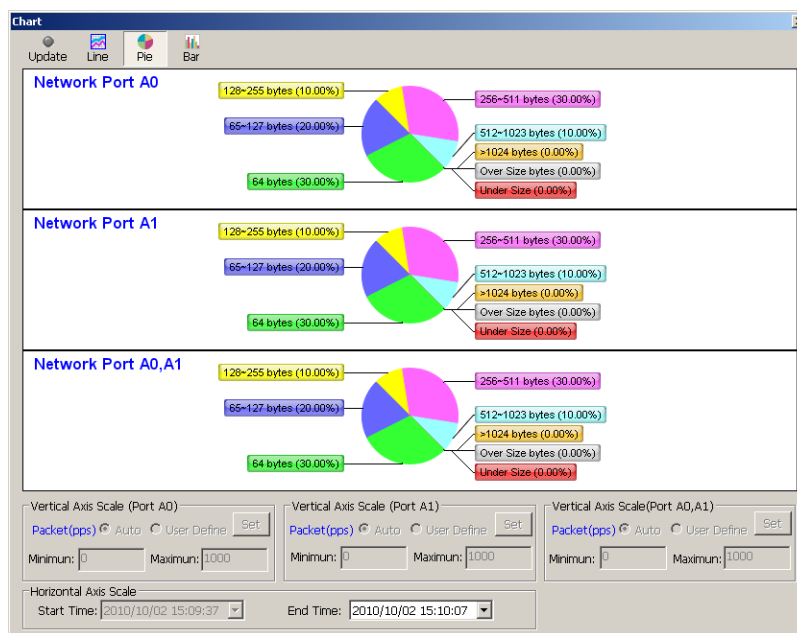 Chart
Update Line Pie Bar
Network Port A0
128~255 bytes (10.00%)
256~511 bytes (30.00%)
65~127 bytes (20.00%)
512~1023 bytes (10.00%)
>1024 bytes (0.00%)
Over Size bytes (0.00%)
64 bytes (30.00%)
Under Size (0.00%)
Network Port A1
128~255 bytes (10.00%)
256~511 bytes (30.00%)
65~127 bytes (20.00%)
512~1023 bytes (10.00%)
>1024 bytes (0.00%)
Over Size bytes (0.00%)
64 bytes (30.00%)
Under Size (0.00%)
Network Port A0,A1
128~255 bytes (10.00%)
256~511 bytes (30.00%)
65~127 bytes (20.00%)
512~1023 bytes (10.00%)
>1024 bytes (0.00%)
Over Size bytes (0.00%)
64 bytes (30.00%)
Under Size (0.00%)
Vertical Axis Scale (Port A0)
Packet(pps) Auto User Define Set
Minimun: 0 Maximun: 1000
Vertical Axis Scale (Port A1)
Packet(pps) Auto User Define Set
Minimun: 0 Maximun: 1000
Vertical Axis Scale(Port A0,A1)
Packet(pps) Auto User Define Set
Minimun: 0 Maximun: 1000
Horizontal Axis Scale
Start Time: 2010/10/02 15:09:37 End Time: 2010/10/02 15:10:07